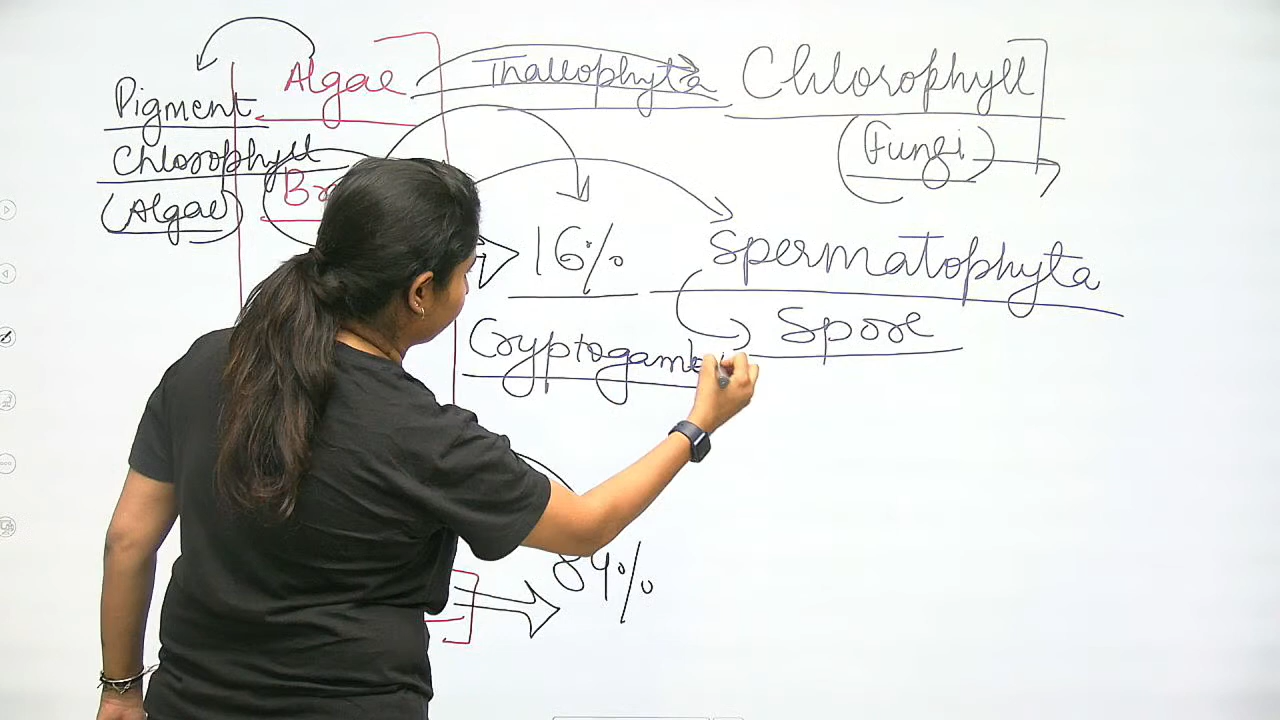 Algae Thallophyta Chlorophyll
Pigment
Chlorophyll (Fungi)
(Algae)
16% Spermatophyta
Spore
Cryptogam
84%